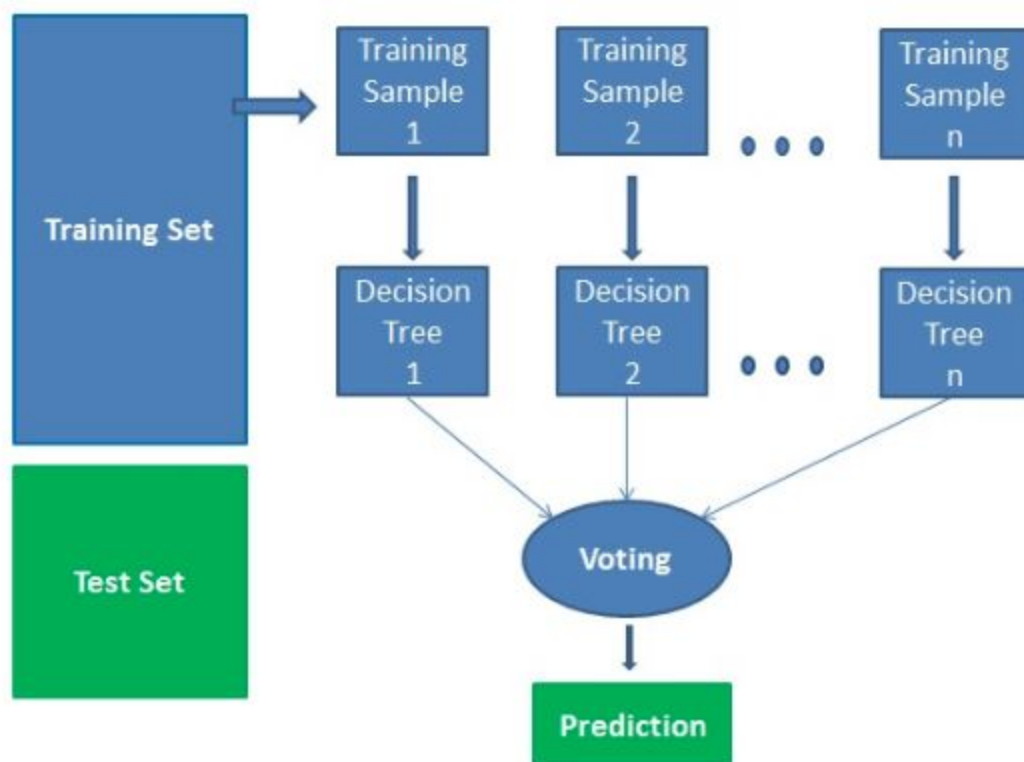 Training Set
Training
Sample
1
Training
Sample
2
Training
Sample
n
Decision
Tree
1
Decision
Tree
2
Decision
Tree
n
Voting
Test Set
Prediction